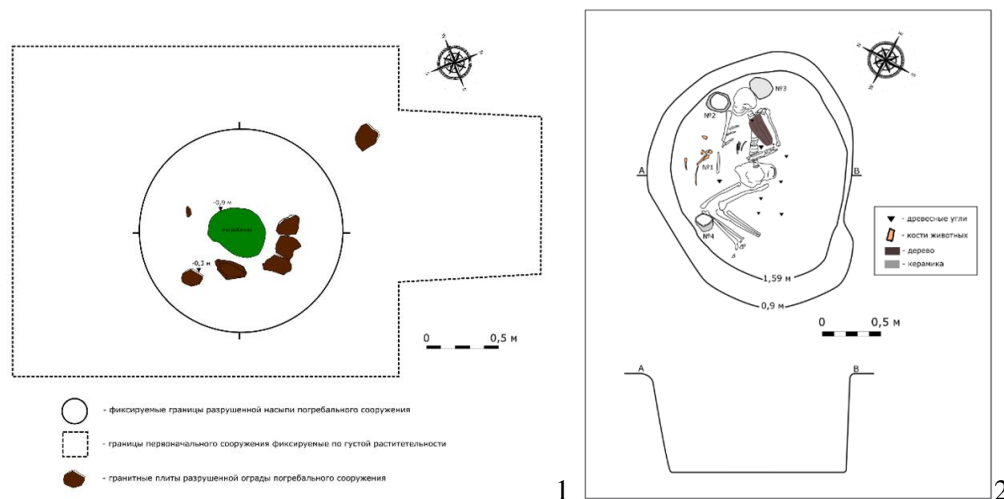 -0,9 м
-0,3 м
0 0,5 м
- фиксируемые границы разрушенной насыпи погребального сооружения
- границы первоначального сооружения фиксируемые по густой растительности
- гранитные плиты разрушенной ограды погребального сооружения
1
№3
№2
№1
№4
A B
1,59 м
0,9 м
- древесные угли
- кости животных
- дерево
- керамика
0 0,5 м
A B
2